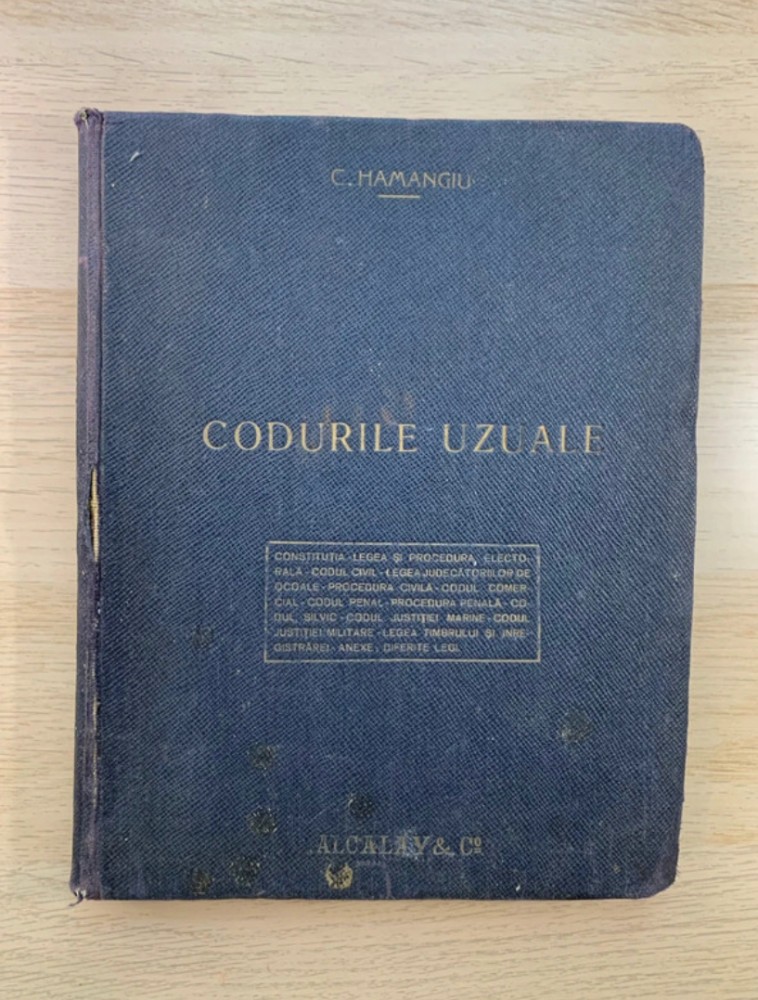 C. HAMANGIU
CODURILE UZUALE
CONSTITUȚIA - LEGEA ȘI PROCEDURA ELECTO-
RALĂ - CODUL CIVIL - LEGEA JUDECĂTORIILOR DE
OCOALE - PROCEDURA CIVILĂ - CODUL COMER-
CIAL - CODUL PENAL - PROCEDURA PENALĂ - CO-
DUL SILVIC - CODUL JUSTIȚIEI MARINE - CODUL
JUSTIȚIEI MILITARE - LEGEA TIMBRULUI ȘI INRE-
GISTRĂREI - ANEXE, DIFERITE LEGI.
ALCALAY & Cº